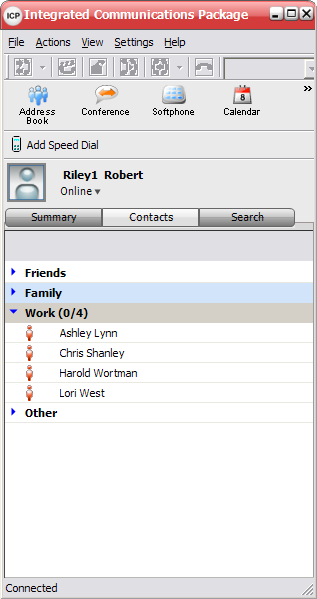 ICP Integrated Communications Package
File Actions View Settings Help
Address Book Conference Softphone 8 Calendar »
Add Speed Dial
Riley1 Robert
Online
Summary Contacts Search
Friends
Family
Work (0/4)
Ashley Lynn
Chris Shanley
Harold Wortman
Lori West
Other
Connected